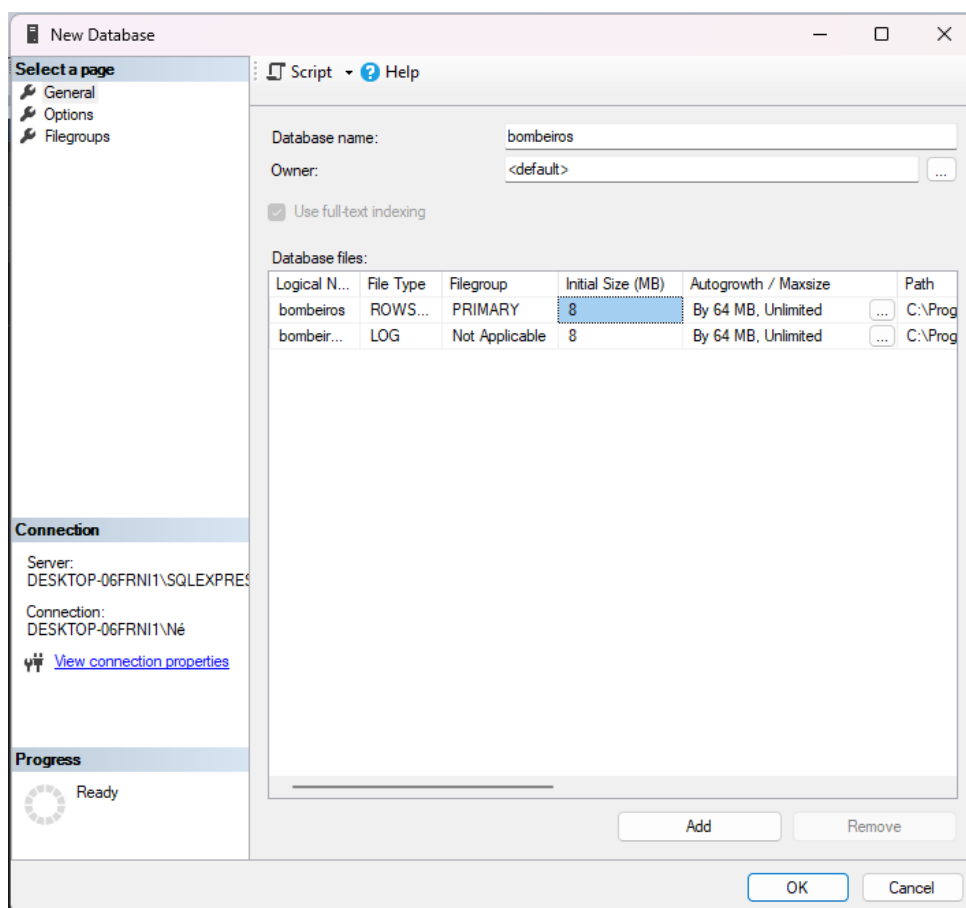 New Database
Select a page
General
Options
Filegroups
Script
Help
Database name:
bombeiros
Owner:
<default>
...
Use full-text indexing
Database files:
Logical N... File Type Filegroup Initial Size (MB) Autogrowth / Maxsize Path
bombeiros ROWS... PRIMARY 8 By 64 MB, Unlimited ... C:\Prog
bombeir... LOG Not Applicable 8 By 64 MB, Unlimited ... C:\Prog
Connection
Server:
DESKTOP-06FRNI1\SQLEXPRES
Connection:
DESKTOP-06FRNI1\Né
View connection properties
Progress
Ready
Add
Remove
OK
Cancel